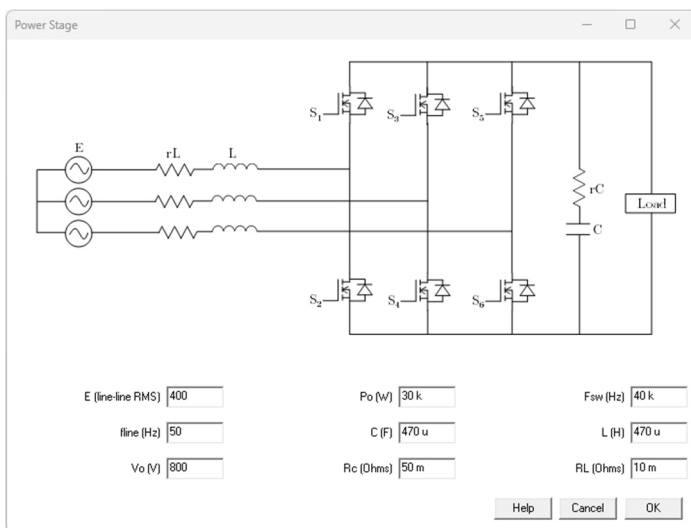 Power Stage
S1
S3
S5
E
rL
L
rC
C
Load
S2
S4
S6
E (line-line RMS) 400
Po (W) 30 k
Fsw (Hz) 40 k
fline (Hz) 50
C (F) 470 u
L (H) 470 u
Vo (V) 800
Rc (Ohms) 50 m
RL (Ohms) 10 m
Help Cancel OK